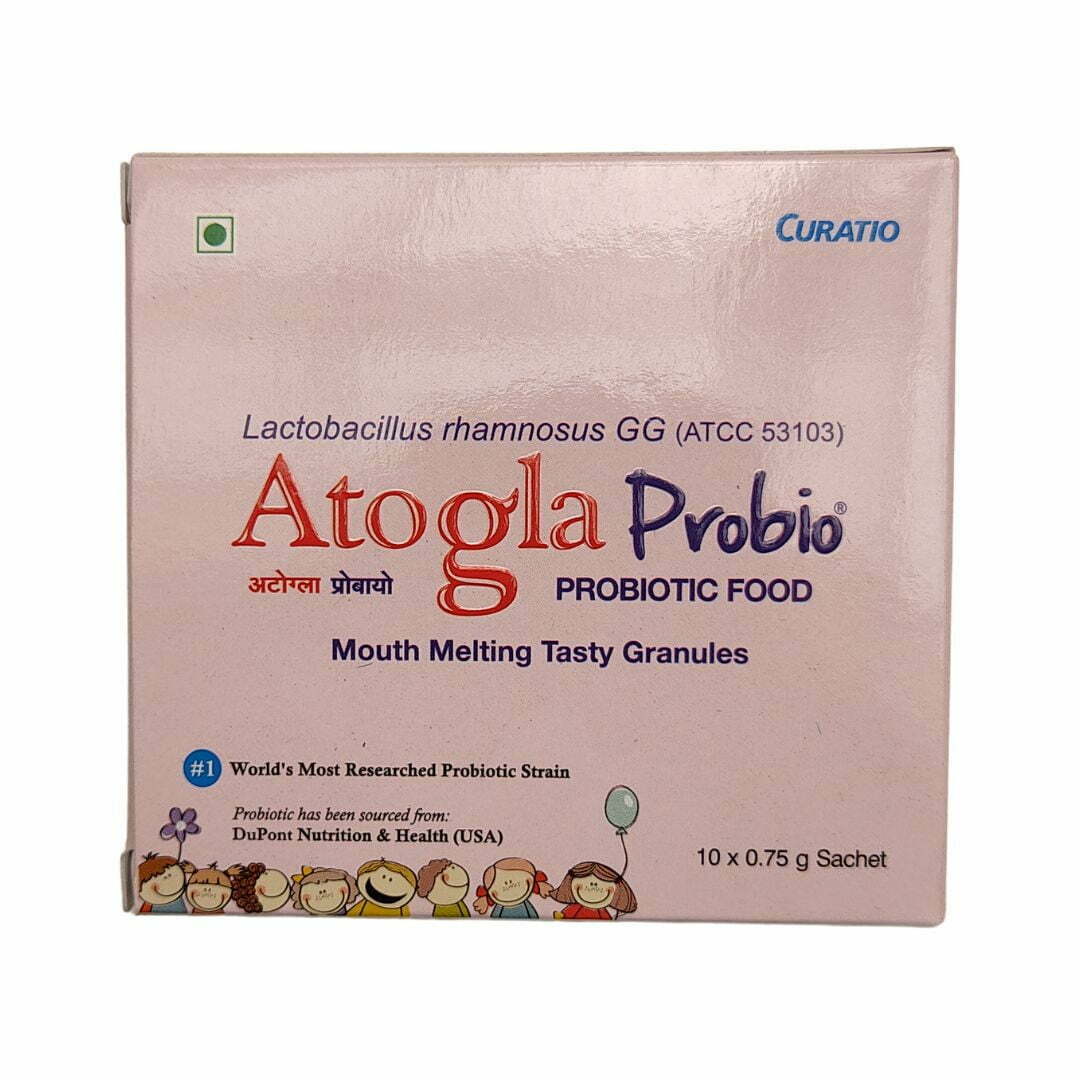 CURATIO
Lactobacillus rhamnosus GG (ATCC 53103)
Atogla Probio®
अटोग्ला प्रोबायो PROBIOTIC FOOD
Mouth Melting Tasty Granules
#1 World's Most Researched Probiotic Strain
Probiotic has been sourced from:
DuPont Nutrition & Health (USA)
10 x 0.75 g Sachet